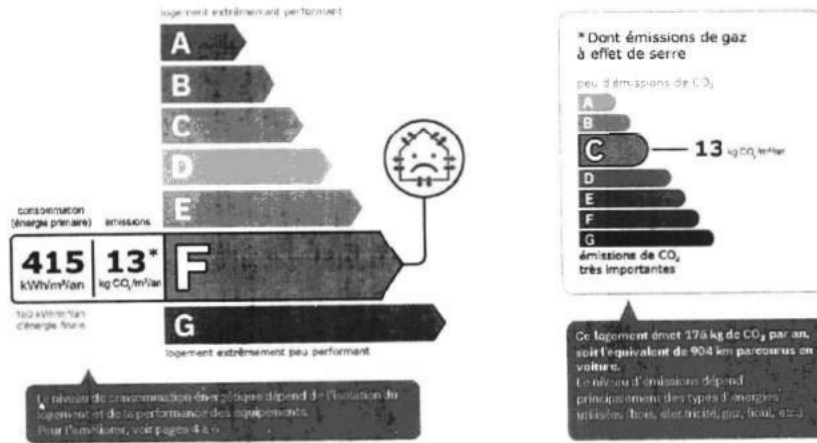 logement extrêmement performant
A
B
C
D
E
consommation
(énergie primaire)
émissions
415
kWh/m²/an
13*
kg CO₂/m²/an
F
G
d'énergie finale
logement extrêmement peu performant
Le niveau de consommation énergétique dépend de l'isolation du
logement et de la performance des équipements.
Pour l'améliorer, voir pages 4 à 6
*Dont émissions de gaz
à effet de serre
peu d'émissions de CO₂
A
B
C
13 kg CO₂/m²/an
D
E
F
G
émissions de CO₂
très importantes
Ce logement émet 176 kg de CO₂ par an,
soit l'équivalent de 904 km parcourus en
voiture.
Le niveau d'émissions dépend
principalement des types d'énergies
utilisées (bois, électricité, gaz, fioul, etc.)